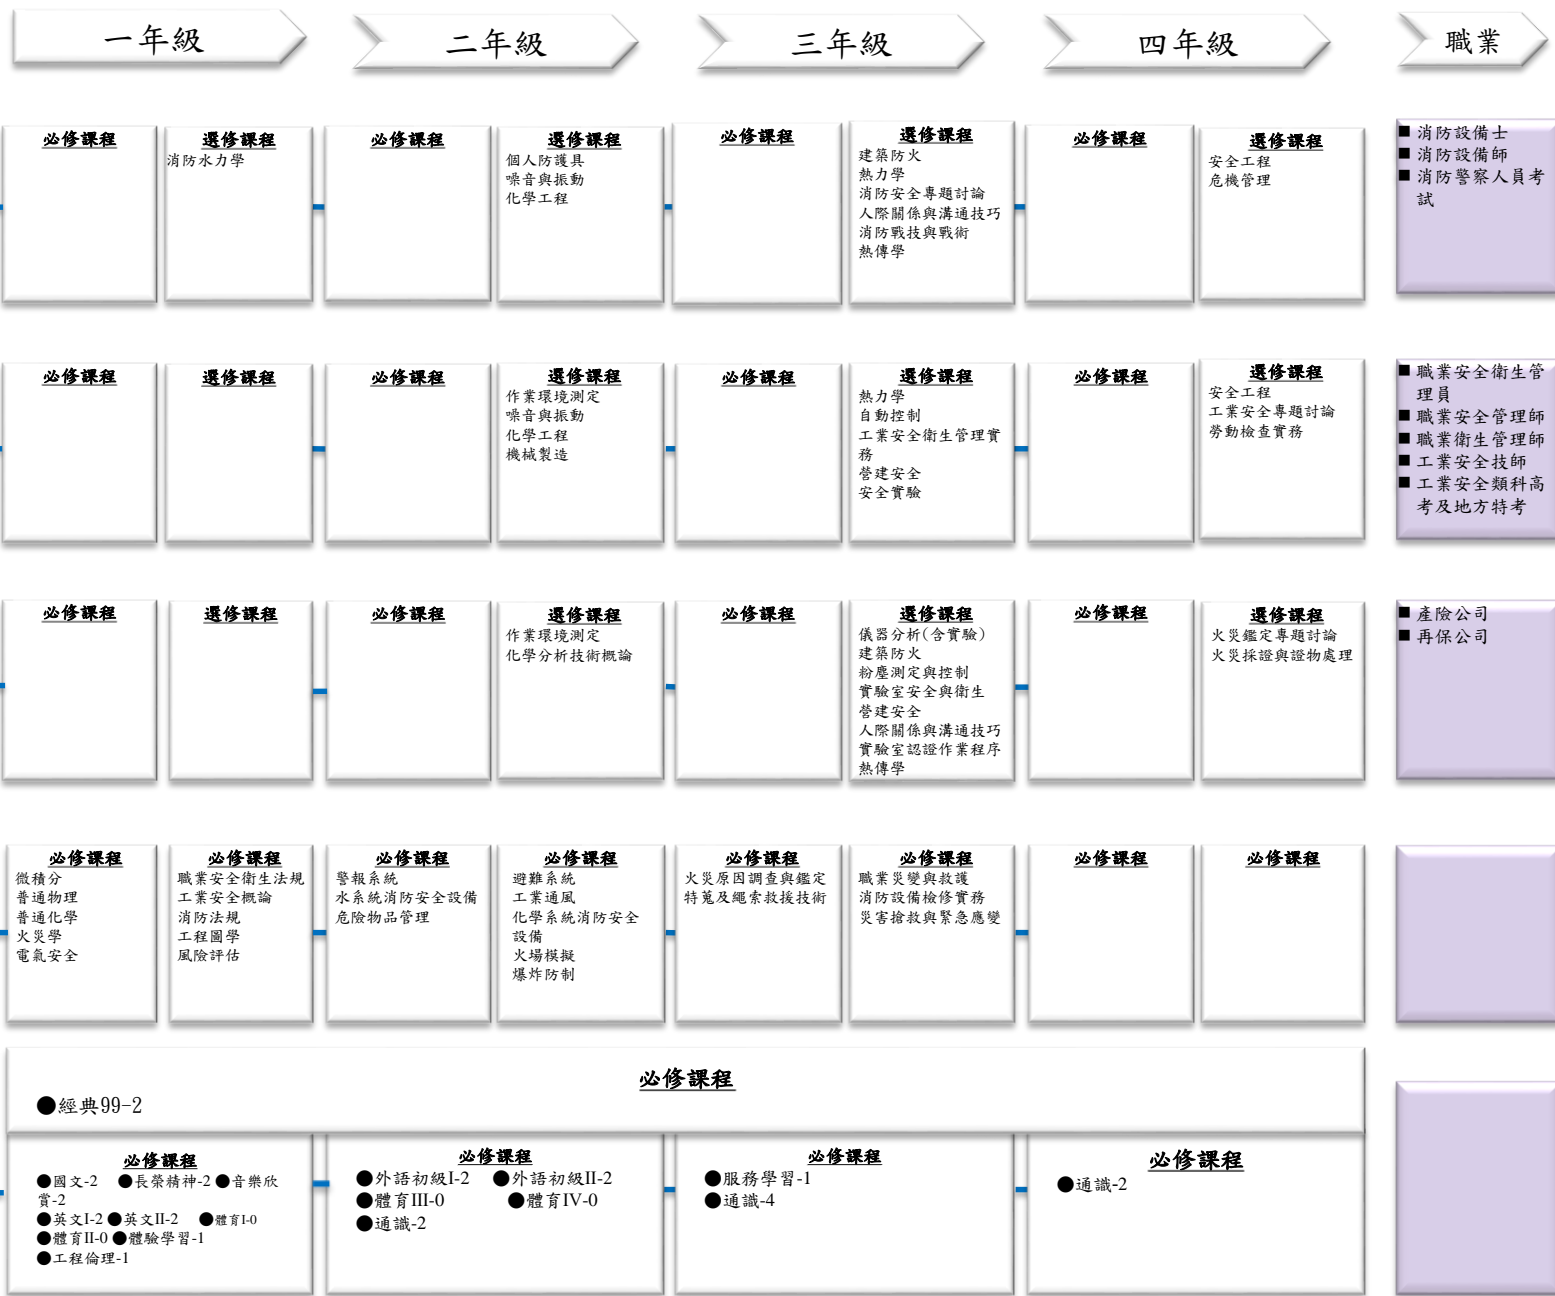 一年級
二年級
三年級
四年級
職業
必修課程
選修課程
消防水力學
必修課程
選修課程
個人防護具
噪音與振動
化學工程
必修課程
選修課程
建築防火
熱力學
消防安全專題討論
人際關係與溝通技巧
消防戰技與戰術
熱傳學
必修課程
選修課程
安全工程
危機管理
■ 消防設備士
■ 消防設備師
■ 消防警察人員考
試
必修課程
選修課程
必修課程
選修課程
作業環境測定
噪音與振動
化學工程
機械製造
必修課程
選修課程
熱力學
自動控制
工業安全衛生管理實
務
營建安全
安全實驗
必修課程
選修課程
安全工程
工業安全專題討論
勞動檢查實務
■ 職業安全衛生管
理員
■ 職業安全管理師
■ 職業衛生管理師
■ 工業安全技師
■ 工業安全類科高
考及地方特考
必修課程
選修課程
必修課程
選修課程
作業環境測定
化學分析技術概論
必修課程
選修課程
儀器分析(含實驗)
建築防火
粉塵測定與控制
實驗室安全與衛生
營建安全
人際關係與溝通技巧
實驗室認證作業程序
熱傳學
必修課程
選修課程
火災鑑定專題討論
火災採證與證物處理
■ 產險公司
■ 再保公司
必修課程
微積分
普通物理
普通化學
火災學
電氣安全
必修課程
職業安全衛生法規
工業安全概論
消防法規
工程圖學
風險評估
必修課程
警報系統
水系統消防安全設備
危險物品管理
必修課程
避難系統
工業通風
化學系統消防安全
設備
火場模擬
爆炸防制
必修課程
火災原因調查與鑑定
特蒐及繩索救援技術
必修課程
職業災變與救護
消防設備檢修實務
災害搶救與緊急應變
必修課程
必修課程
必修課程
●經典99-2
必修課程
●國文-2 ●長榮精神-2 ●音樂欣
賞-2
●英文I-2 ●英文II-2 ●體育I-0
●體育II-0 ●體驗學習-1
●工程倫理-1
必修課程
●外語初級I-2 ●外語初級II-2
●體育III-0 ●體育IV-0
●通識-2
必修課程
●服務學習-1
●通識-4
必修課程
●通識-2